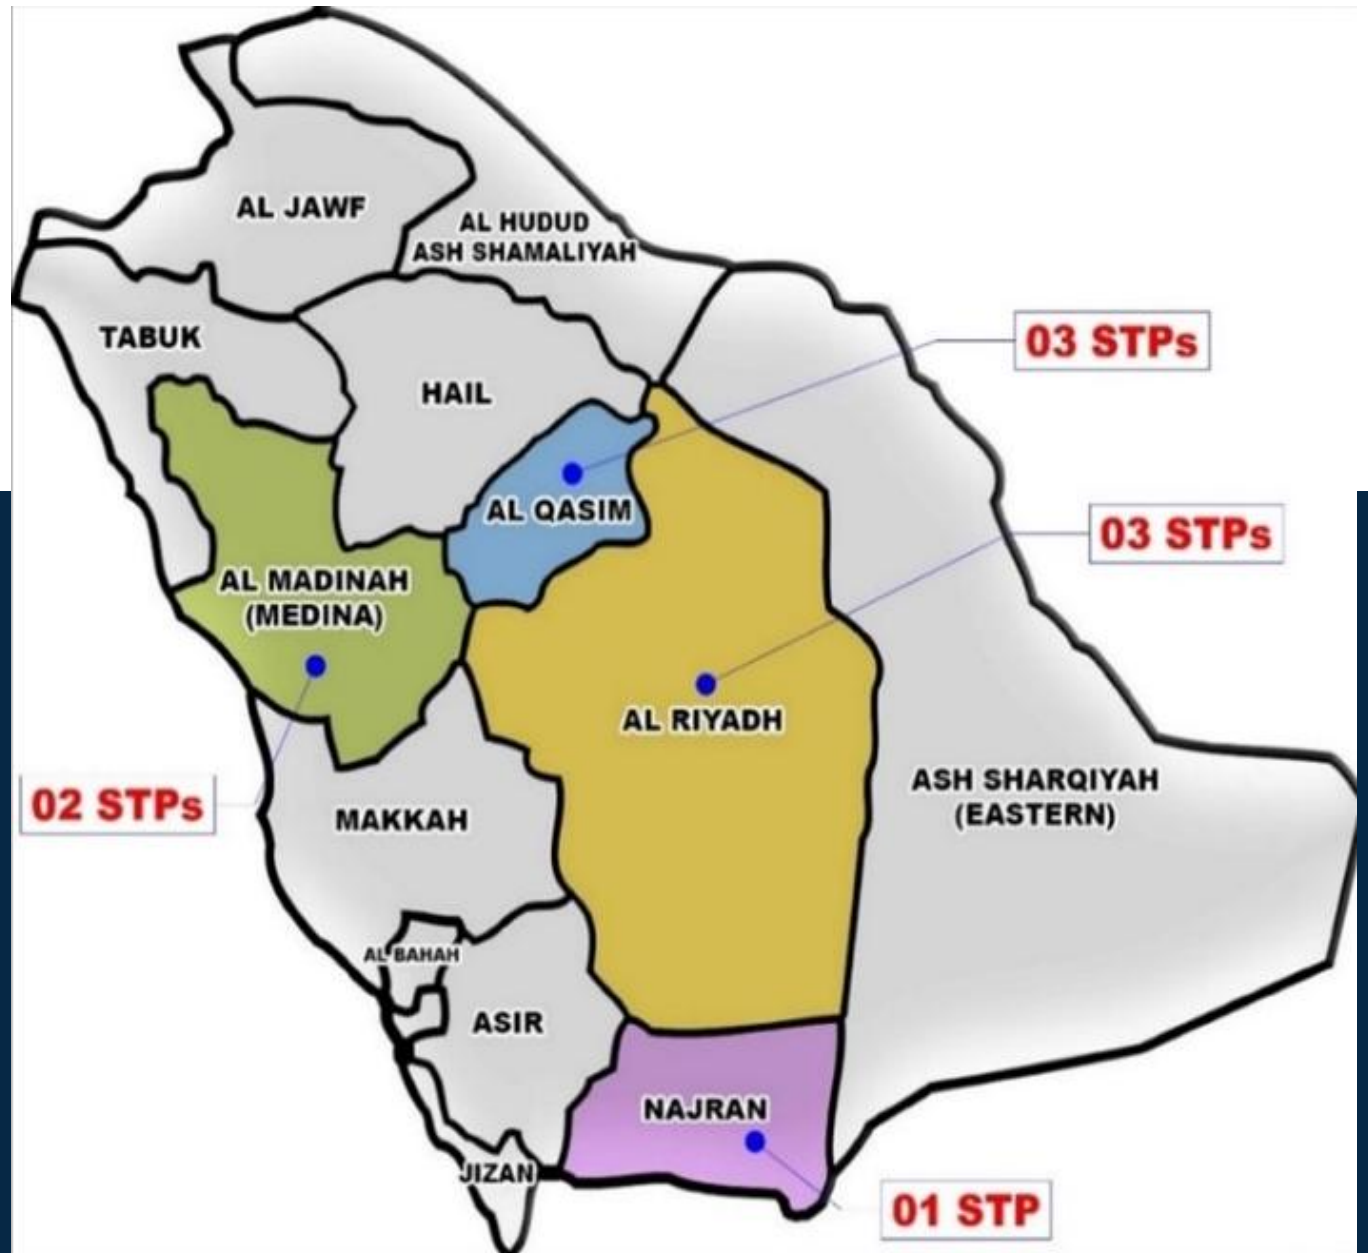 AL JAWF
AL HUDUD
ASH SHAMALIYAH
TABUK
HAIL
03 STPs
AL QASIM
03 STPs
AL MADINAH
(MEDINA)
AL RIYADH
02 STPs
MAKKAH
ASH SHARQIYAH
(EASTERN)
AL BAHAH
ASIR
NAJRAN
JIZAN
01 STP